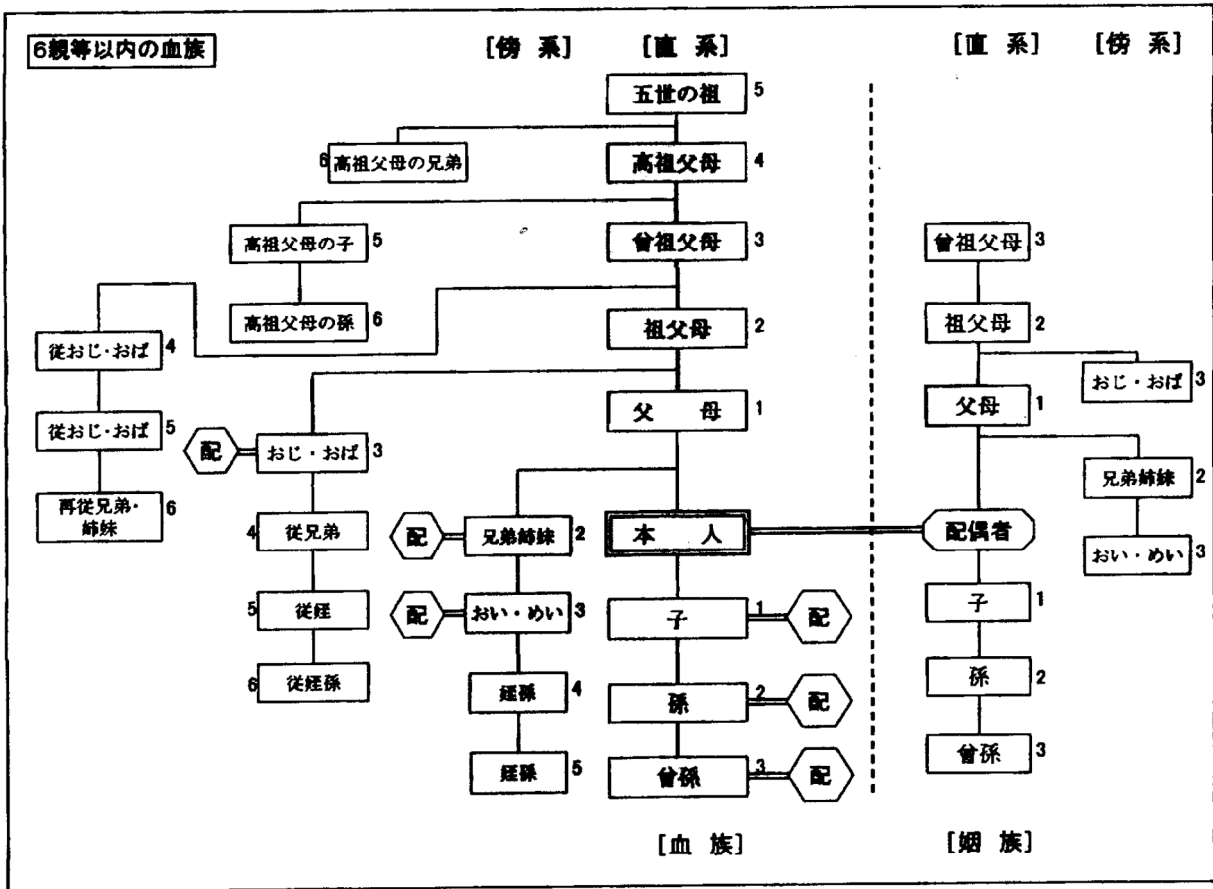 6親等以内の血族
[傍 系]
[直 系]
[直 系]
[傍 系]
五世の祖 5
6 高祖父母の兄弟
高祖父母 4
高祖父母の子 5
曾祖父母 3
曾祖父母 3
高祖父母の孫 6
祖父母 2
祖父母 2
従おじ・おば 4
おじ・おば 3
父 母 1
父母 1
従おじ・おば 5
配
おじ・おば 3
兄弟姉妹 2
再従兄弟・
姉妹 6
4 従兄弟
配
兄弟姉妹 2
本 人
配偶者
おい・めい 3
5 従姪
配
おい・めい 3
子 1
配
子 1
6 従姪孫
姪孫 4
孫 2
配
孫 2
姪孫 5
曾孫 3
配
曾孫 3
[血 族]
[姻 族]